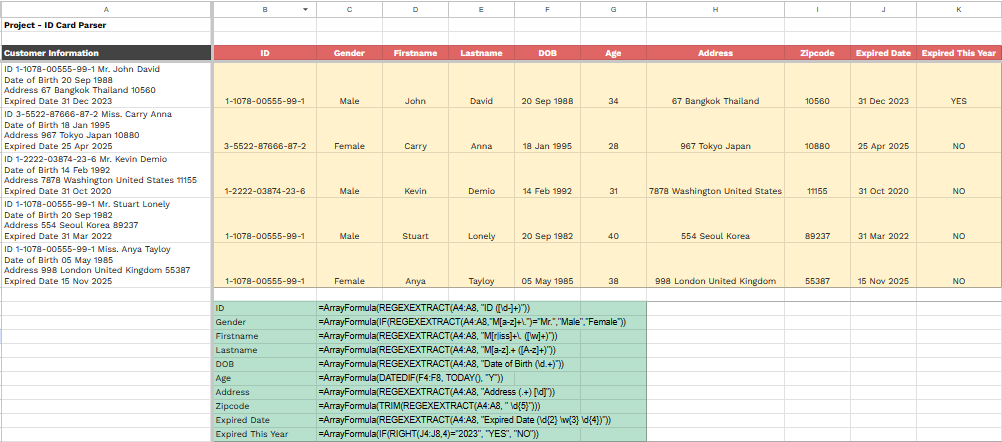 A B C D E F G H I J K
Project - ID Card Parser
Customer Information ID Gender Firstname Lastname DOB Age Address Zipcode Expired Date Expired This Year
ID 1-1078-00555-99-1 Mr. John David
Date of Birth 20 Sep 1988
Address 67 Bangkok Thailand 10560
Expired Date 31 Dec 2023 1-1078-00555-99-1 Male John David 20 Sep 1988 34 67 Bangkok Thailand 10560 31 Dec 2023 YES
ID 3-5522-87666-87-2 Miss. Carry Anna
Date of Birth 18 Jan 1995
Address 967 Tokyo Japan 10880
Expired Date 25 Apr 2025 3-5522-87666-87-2 Female Carry Anna 18 Jan 1995 28 967 Tokyo Japan 10880 25 Apr 2025 NO
ID 1-2222-03874-23-6 Mr. Kevin Demio
Date of Birth 14 Feb 1992
Address 7878 Washington United States 11155
Expired Date 31 Oct 2020 1-2222-03874-23-6 Male Kevin Demio 14 Feb 1992 31 7878 Washington United States 11155 31 Oct 2020 NO
ID 1-1078-00555-99-1 Mr. Stuart Lonely
Date of Birth 20 Sep 1982
Address 554 Seoul Korea 89237
Expired Date 31 Mar 2022 1-1078-00555-99-1 Male Stuart Lonely 20 Sep 1982 40 554 Seoul Korea 89237 31 Mar 2022 NO
ID 1-1078-00555-99-1 Miss. Anya Tayloy
Date of Birth 05 May 1985
Address 998 London United Kingdom 55387
Expired Date 15 Nov 2025 1-1078-00555-99-1 Female Anya Tayloy 05 May 1985 38 998 London United Kingdom 55387 15 Nov 2025 NO
ID =ArrayFormula(REGEXEXTRACT(A4:A8, "ID ([\d-]+)"))
Gender =ArrayFormula(IF(REGEXEXTRACT(A4:A8,"M[a-z]+\.")="Mr.","Male","Female"))
Firstname =ArrayFormula(REGEXEXTRACT(A4:A8, "M[r|iss]+\. ([\w]+)"))
Lastname =ArrayFormula(REGEXEXTRACT(A4:A8, "M[a-z].+ ([A-z]+)"))
DOB =ArrayFormula(REGEXEXTRACT(A4:A8, "Date of Birth (\d.+)"))
Age =ArrayFormula(DATEDIF(F4:F8, TODAY(), "Y"))
Address =ArrayFormula(REGEXEXTRACT(A4:A8, "Address (.+) [\d]"))
Zipcode =ArrayFormula(TRIM(REGEXEXTRACT(A4:A8, " \d{5}")))
Expired Date =ArrayFormula(REGEXEXTRACT(A4:A8, "Expired Date (\d{2} \w{3} \d{4})"))
Expired This Year =ArrayFormula(IF(RIGHT(J4:J8,4)="2023", "YES", "NO"))